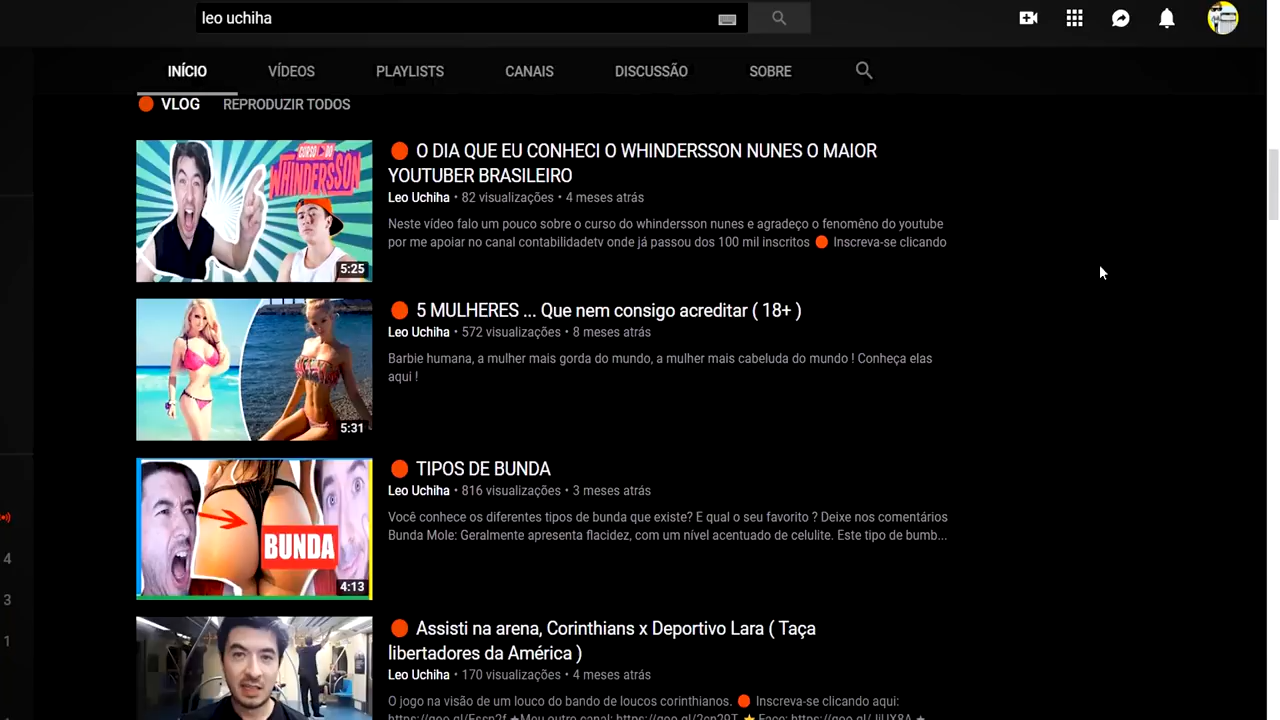 leo uchiha
INÍCIO VÍDEOS PLAYLISTS CANAIS DISCUSSÃO SOBRE
VLOG REPRODUZIR TODOS
CURSO DO
WHINDERSSON
5:25
O DIA QUE EU CONHECI O WHINDERSSON NUNES O MAIOR
YOUTUBER BRASILEIRO
Leo Uchiha • 82 visualizações • 4 meses atrás
Neste vídeo falo um pouco sobre o curso do whindersson nunes e agradeço o fenomêno do youtube
por me apoiar no canal contabilidadetv onde já passou dos 100 mil inscritos Inscreva-se clicando
5:31
5 MULHERES ... Que nem consigo acreditar ( 18+ )
Leo Uchiha • 572 visualizações • 8 meses atrás
Barbie humana, a mulher mais gorda do mundo, a mulher mais cabeluda do mundo ! Conheça elas
aqui !
BUNDA
4:13
TIPOS DE BUNDA
Leo Uchiha • 816 visualizações • 3 meses atrás
Você conhece os diferentes tipos de bunda que existe? E qual o seu favorito ? Deixe nos comentários
Bunda Mole: Geralmente apresenta flacidez, com um nível acentuado de celulite. Este tipo de bumb...
4
3
1
Assisti na arena, Corinthians x Deportivo Lara ( Taça
libertadores da América )
Leo Uchiha • 170 visualizações • 4 meses atrás
O jogo na visão de um louco do bando de loucos corinthianos. Inscreva-se clicando aqui: